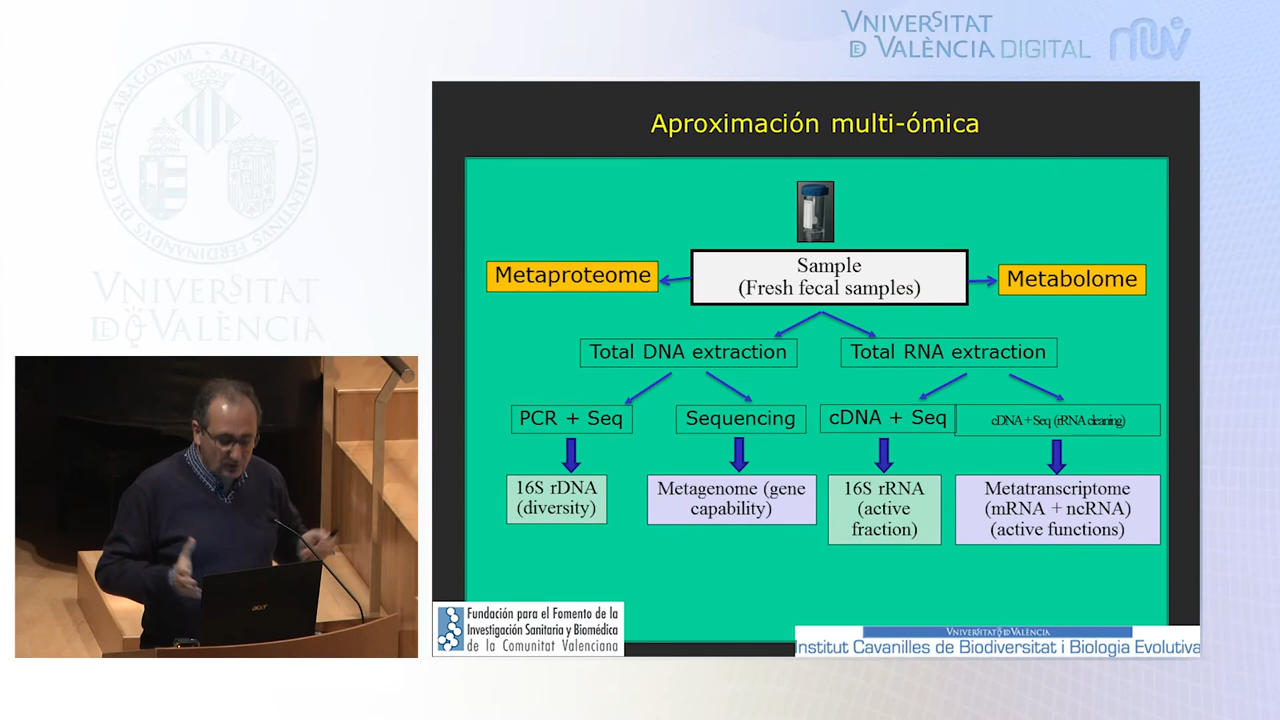 VNIVERSITAT
DE VALÈNCIA DIGITAL
Aproximación multi-ómica
Sample
(Fresh fecal samples)
Metaproteome
Metabolome
Total DNA extraction
Total RNA extraction
PCR + Seq
Sequencing
cDNA + Seq
cDNA + Seq (rRNA cleaning)
16S rDNA
(diversity)
Metagenome (gene
capability)
16S rRNA
(active
fraction)
Metatranscriptome
(mRNA + ncRNA)
(active functions)
Fundación para el Fomento de la
Investigación Sanitaria y Biomédica
de la Comunitat Valenciana
VNIVERSITAT DE VALÈNCIA
Institut Cavanilles de Biodiversitat i Biologia Evolutiva
VNIVERSITAT
DE VALÈNCIA
acer